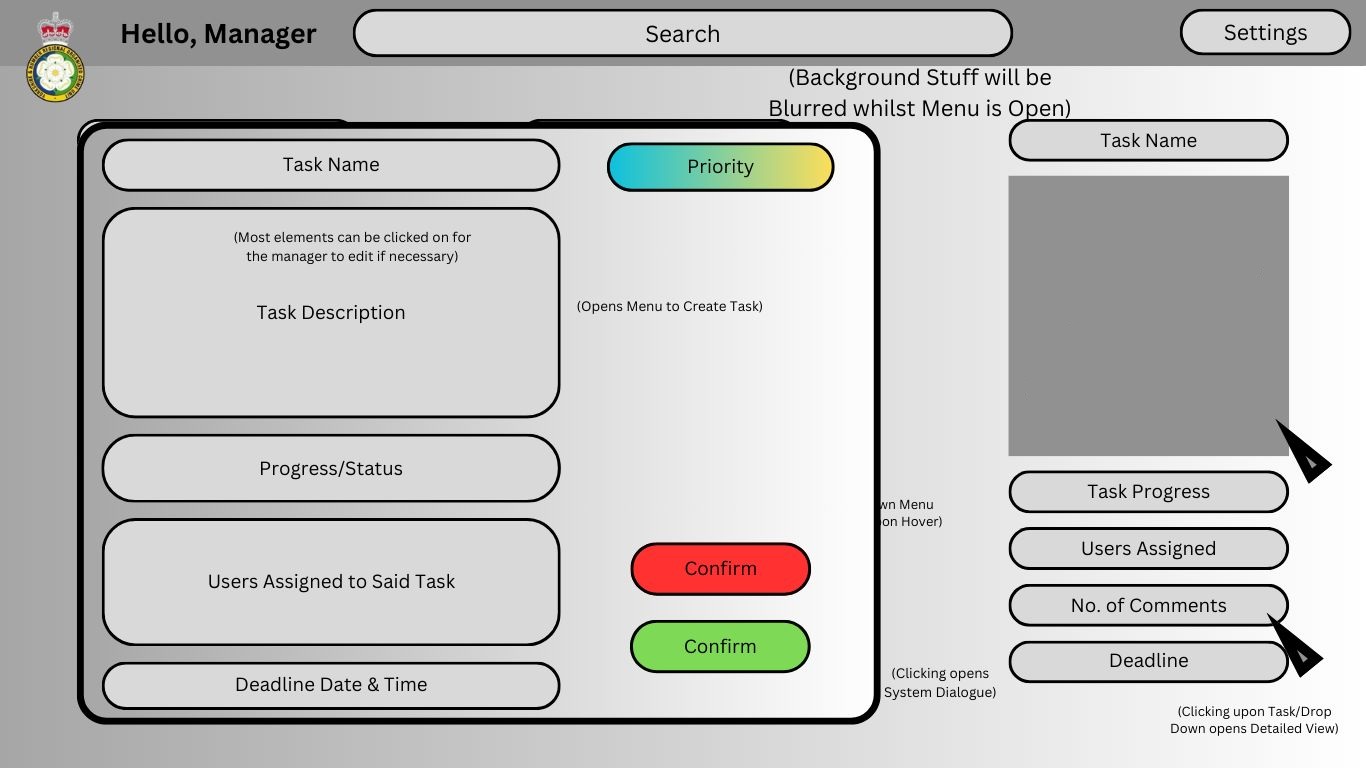 Hello, Manager
Search
Settings
(Background Stuff will be
Blurred whilst Menu is Open)
Task Name
Priority
Task Name
(Most elements can be clicked on for
the manager to edit if necessary)
Task Description
(Opens Menu to Create Task)
Progress/Status
Task Progress
wn Menu
on Hover)
Users Assigned
Users Assigned to Said Task
Confirm
No. of Comments
Confirm
Deadline
(Clicking opens
System Dialogue)
Deadline Date & Time
(Clicking upon Task/Drop
Down opens Detailed View)